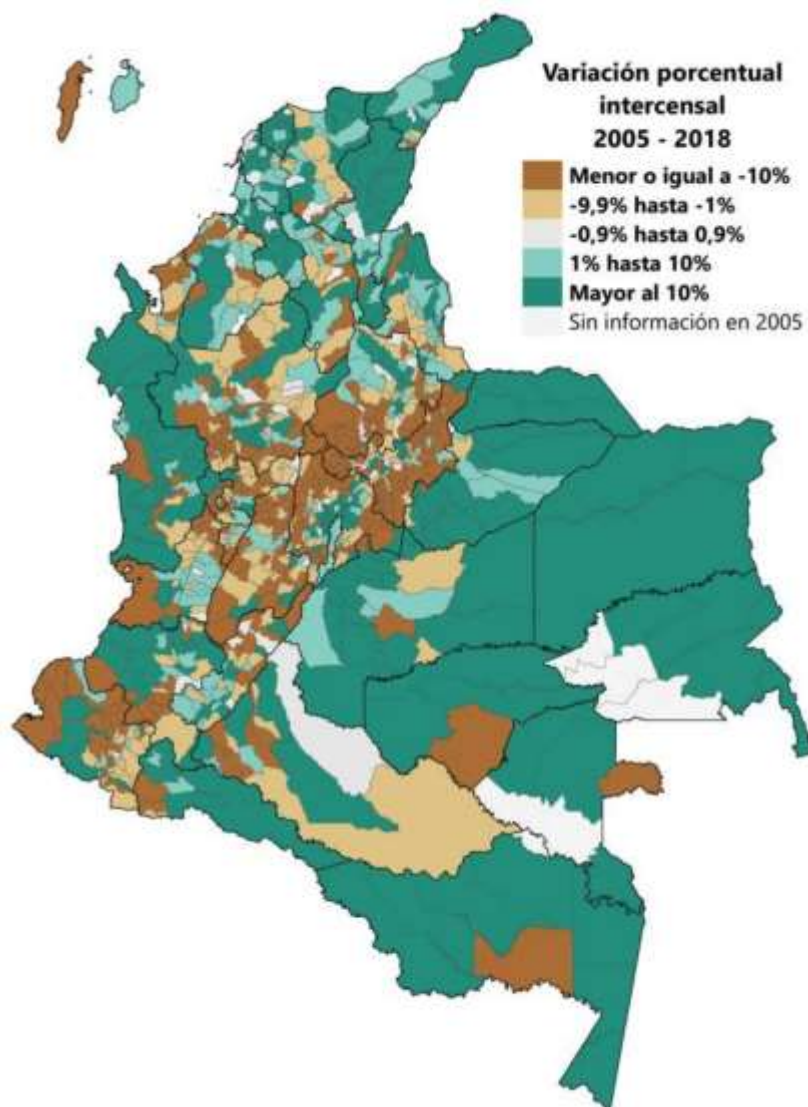 Variación porcentual
intercensal
2005 - 2018
Menor o igual a -10%
-9,9% hasta -1%
-0,9% hasta 0,9%
1% hasta 10%
Mayor al 10%
Sin información en 2005